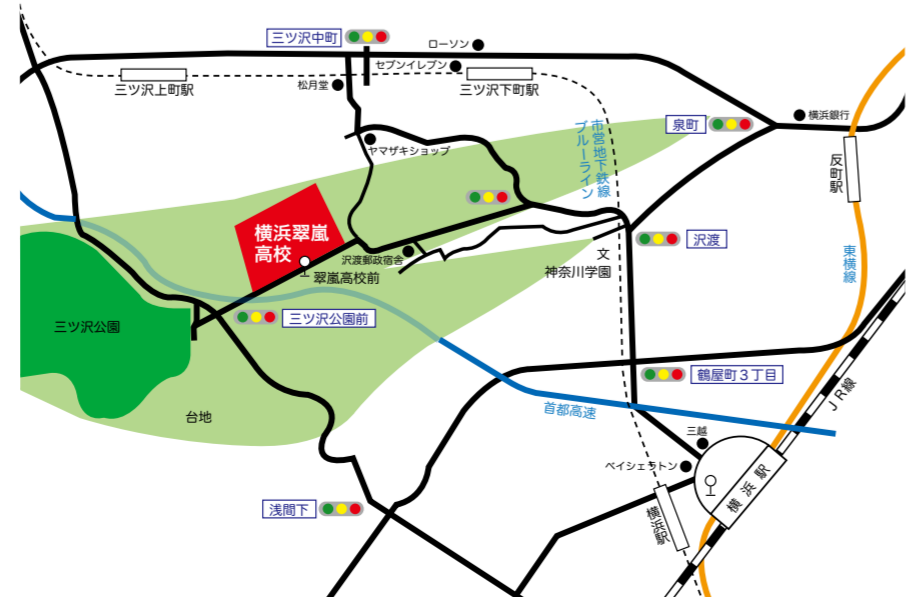 三ツ沢中町
ローソン
セブンイレブン
三ツ沢上町駅
松月堂
三ツ沢下町駅
泉町
横浜銀行
ヤマザキショップ
市営地下鉄線
ブルーライン
反町駅
横浜翠嵐
高校
沢渡郵政宿舎
翠嵐高校前
文
神奈川学園
沢渡
東横線
三ツ沢公園
三ツ沢公園前
鶴屋町3丁目
JR線
首都高速
台地
三越
ベイシェラトン
横浜駅
横浜駅
浅間下